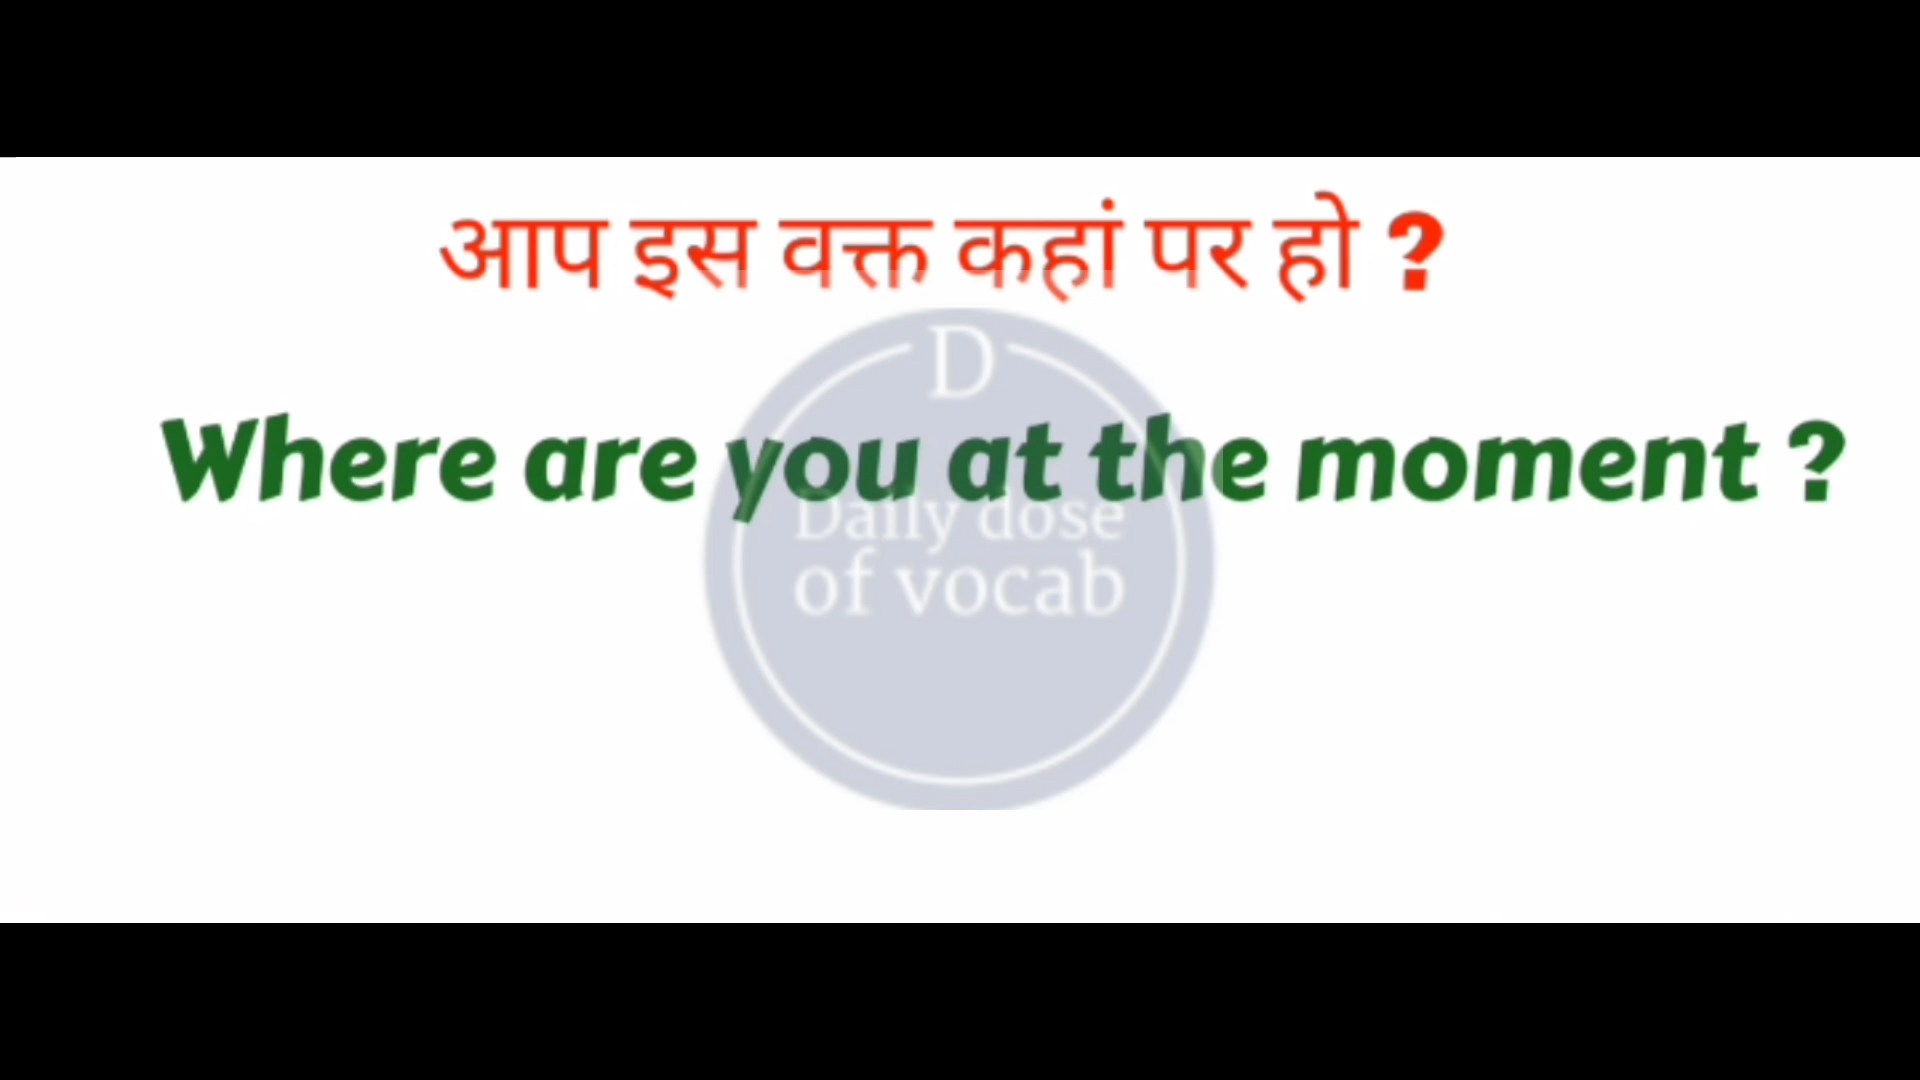 आप इस वक्त कहां पर हो ?
D
Where are you at the moment ?
Daily dose
of vocab